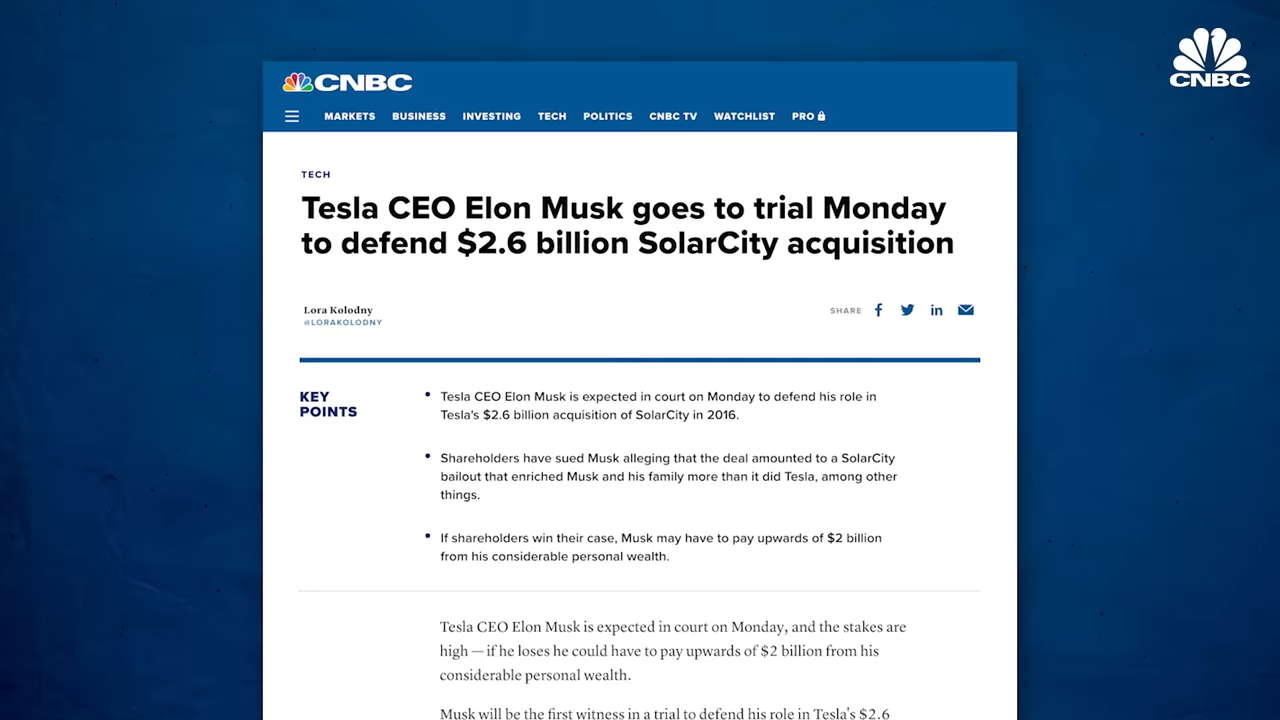 CNBC
CNBC
MARKETS BUSINESS INVESTING TECH POLITICS CNBC TV WATCHLIST PRO
TECH
Tesla CEO Elon Musk goes to trial Monday
to defend $2.6 billion SolarCity acquisition
Lora Kolodny
@LORAKOLODNY
SHARE
KEY
POINTS
Tesla CEO Elon Musk is expected in court on Monday to defend his role in
Tesla's $2.6 billion acquisition of SolarCity in 2016.
Shareholders have sued Musk alleging that the deal amounted to a SolarCity
bailout that enriched Musk and his family more than it did Tesla, among other
things.
If shareholders win their case, Musk may have to pay upwards of $2 billion
from his considerable personal wealth.
Tesla CEO Elon Musk is expected in court on Monday, and the stakes are
high — if he loses he could have to pay upwards of $2 billion from his
considerable personal wealth.
Musk will be the first witness in a trial to defend his role in Tesla's $2.6